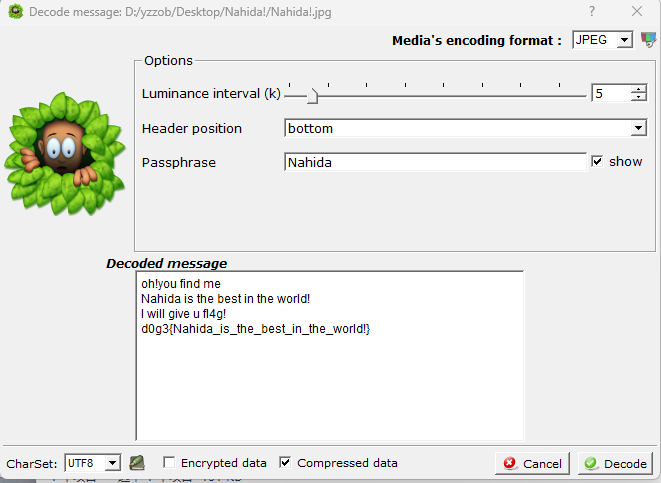 Decode message: D:/yzzob/Desktop/Nahida!/Nahida!.jpg
Media's encoding format : JPEG
Options
Luminance interval (k) 5
Header position bottom
Passphrase Nahida show
Decoded message
oh!you find me
Nahida is the best in the world!
I will give u fl4g!
d0g3{Nahida_is_the_best_in_the_world!}
CharSet: UTF8 Encrypted data Compressed data Cancel Decode